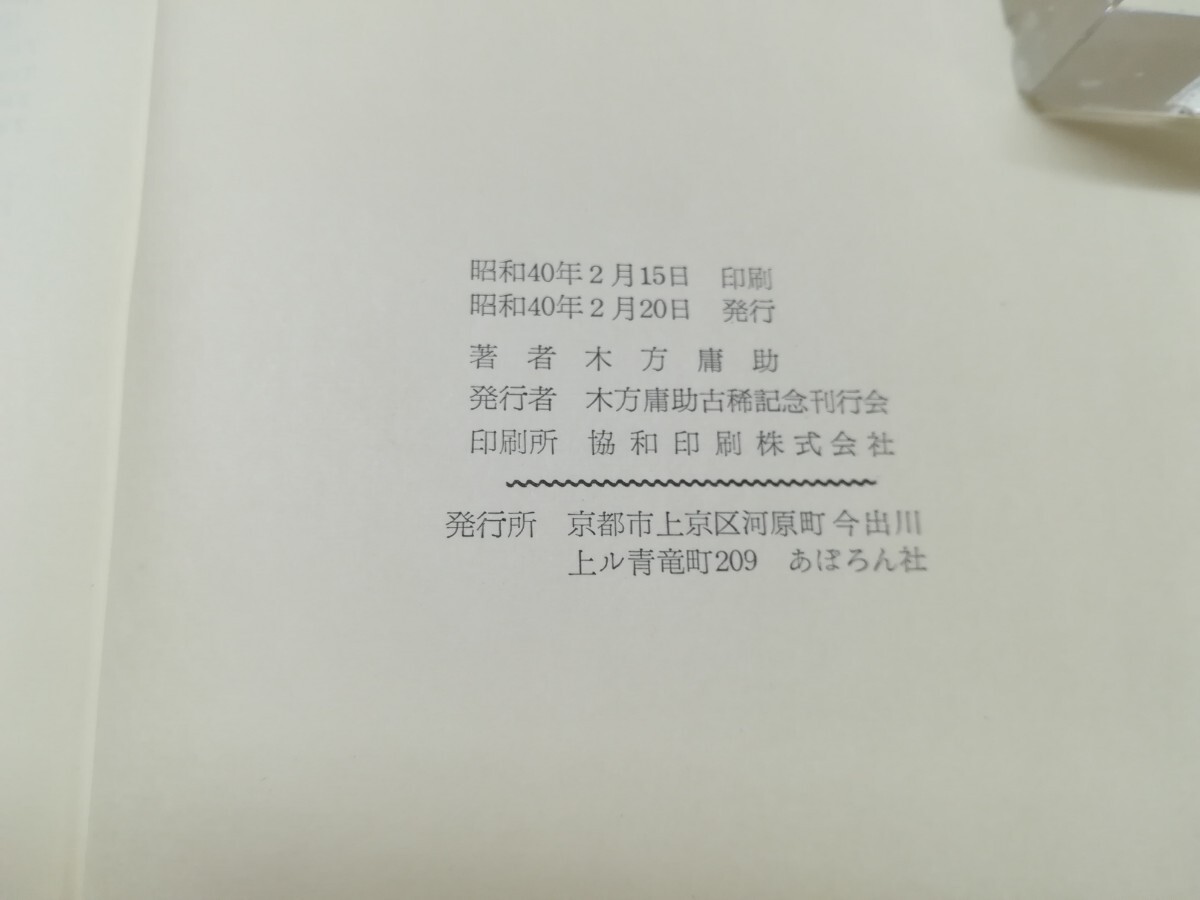 昭和40年2月15日 印刷
昭和40年2月20日 発行
著者 木方庸助
発行者 木方庸助古稀記念刊行会
印刷所 協和印刷株式会社
発行所 京都市上京区河原町今出川
上ル青竜町209 あぽろん社